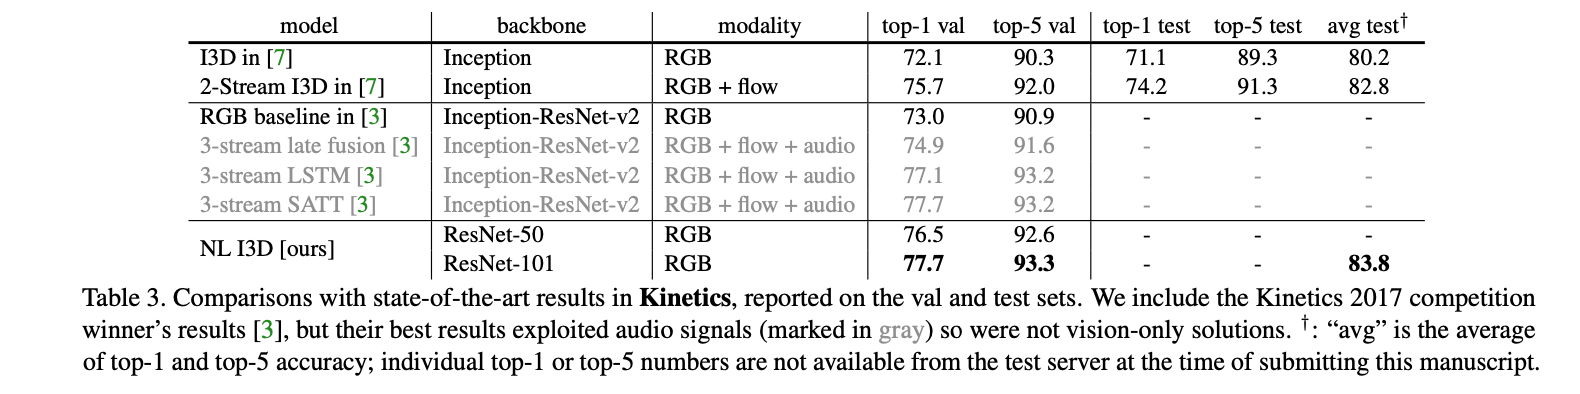 model backbone modality top-1 val top-5 val top-1 test top-5 test avg test†
I3D in [7] Inception RGB 72.1 90.3 71.1 89.3 80.2
2-Stream I3D in [7] Inception RGB + flow 75.7 92.0 74.2 91.3 82.8
RGB baseline in [3] Inception-ResNet-v2 RGB 73.0 90.9 - - -
3-stream late fusion [3] Inception-ResNet-v2 RGB + flow + audio 74.9 91.6 - - -
3-stream LSTM [3] Inception-ResNet-v2 RGB + flow + audio 77.1 93.2 - - -
3-stream SATT [3] Inception-ResNet-v2 RGB + flow + audio 77.7 93.2 - - -
NL I3D [ours] ResNet-50 RGB 76.5 92.6 - - -
ResNet-101 RGB 77.7 93.3 - - 83.8
Table 3. Comparisons with state-of-the-art results in Kinetics, reported on the val and test sets. We include the Kinetics 2017 competition
winner's results [3], but their best results exploited audio signals (marked in gray) so were not vision-only solutions. †: “avg” is the average
of top-1 and top-5 accuracy; individual top-1 or top-5 numbers are not available from the test server at the time of submitting this manuscript.